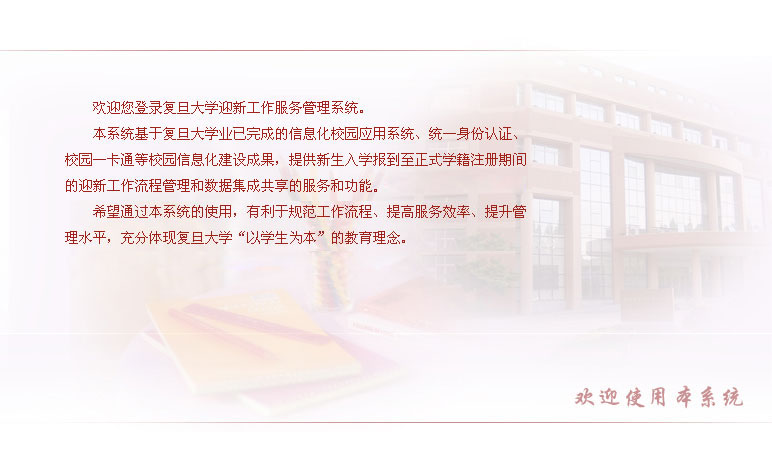 欢迎您登录复旦大学迎新工作服务管理系统。
本系统基于复旦大学业已完成的信息化校园应用系统、统一身份认证、
校园一卡通等校园信息化建设成果，提供新生入学报到至正式学籍注册期间
的迎新工作流程管理和数据集成共享的服务和功能。
希望通过本系统的使用，有利于规范工作流程、提高服务效率、提升管
理水平，充分体现复旦大学“以学生为本”的教育理念。
欢迎使用本系统